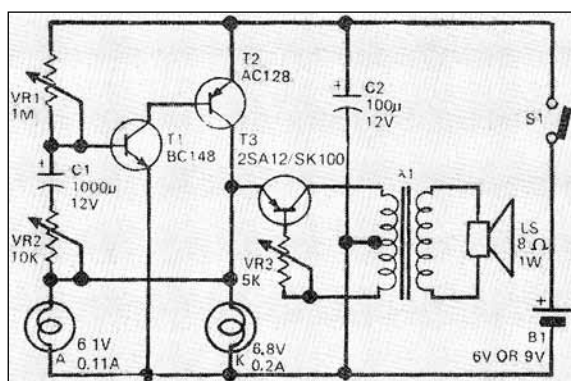 T2
AC128
VR1
1M
C2
100µ
12V
S1
T1
BC148
T3
2SA12/SK100
C1
1000µ
12V
X1
LS
8Ω
1W
VR2
10K
VR3
5K
+
+
+
A
6 1V
0.11A
K
6.8V
0.2A
B1
6V OR 9V